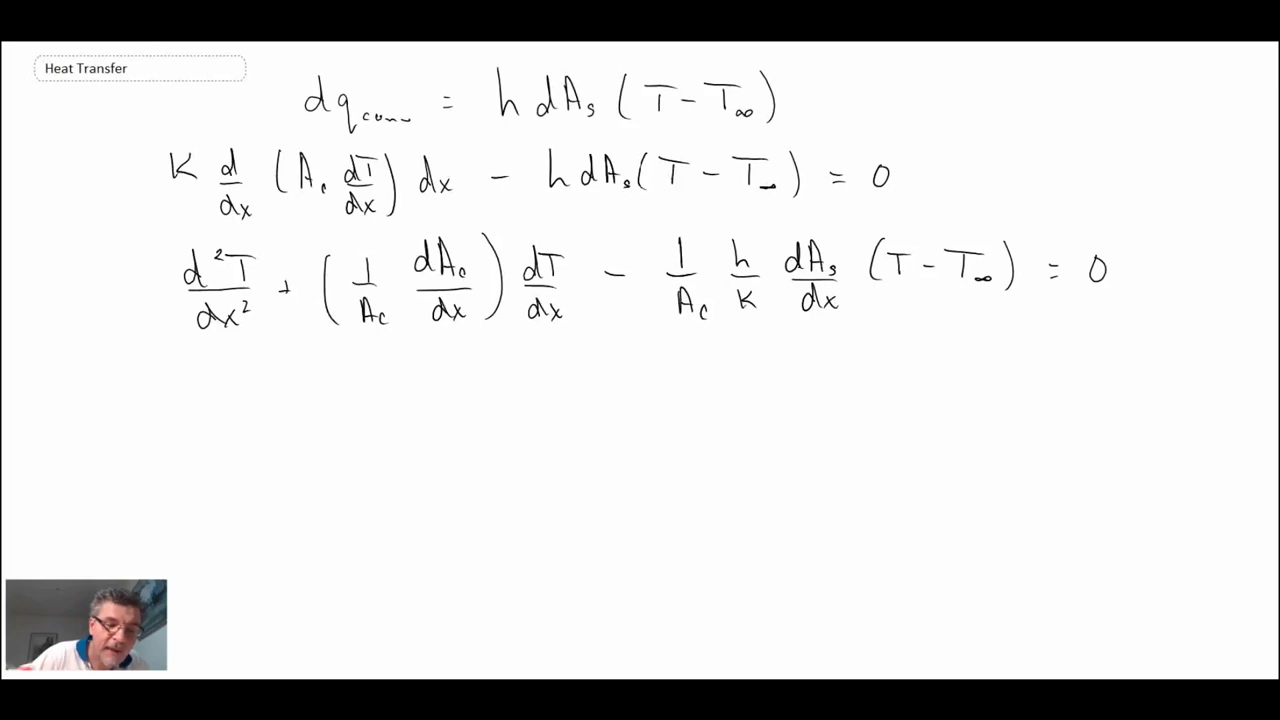 Heat Transfer
dq_conv = h dA_s (T - T_∞)
K d/dx (A_c dT/dx) dx - h dA_s (T - T_∞) = 0
d²T/dx² + (1/A_c dA_c/dx) dT/dx - 1/A_c h/K dA_s/dx (T - T_∞) = 0